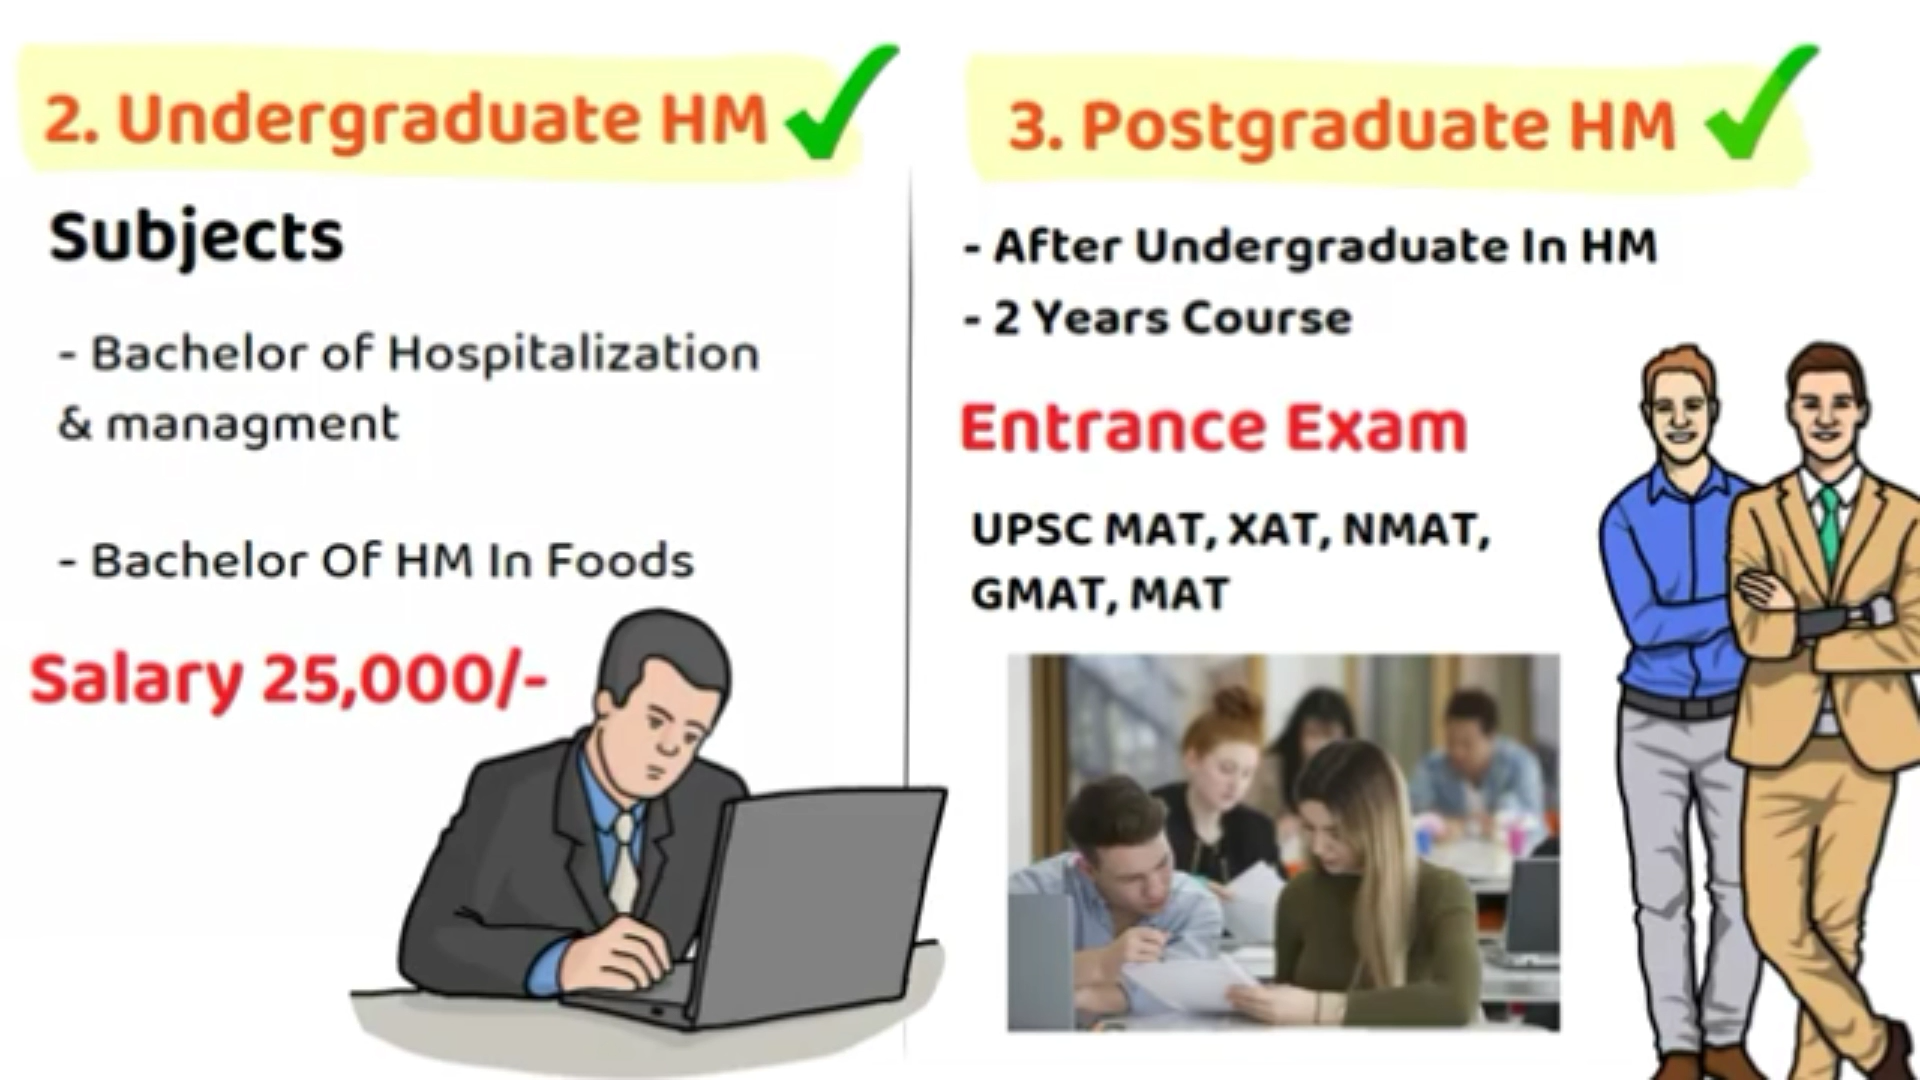 2. Undergraduate HM
Subjects
- Bachelor of Hospitalization
& managment
- Bachelor Of HM In Foods
Salary 25,000/-
3. Postgraduate HM
- After Undergraduate In HM
- 2 Years Course
Entrance Exam
UPSC MAT, XAT, NMAT,
GMAT, MAT